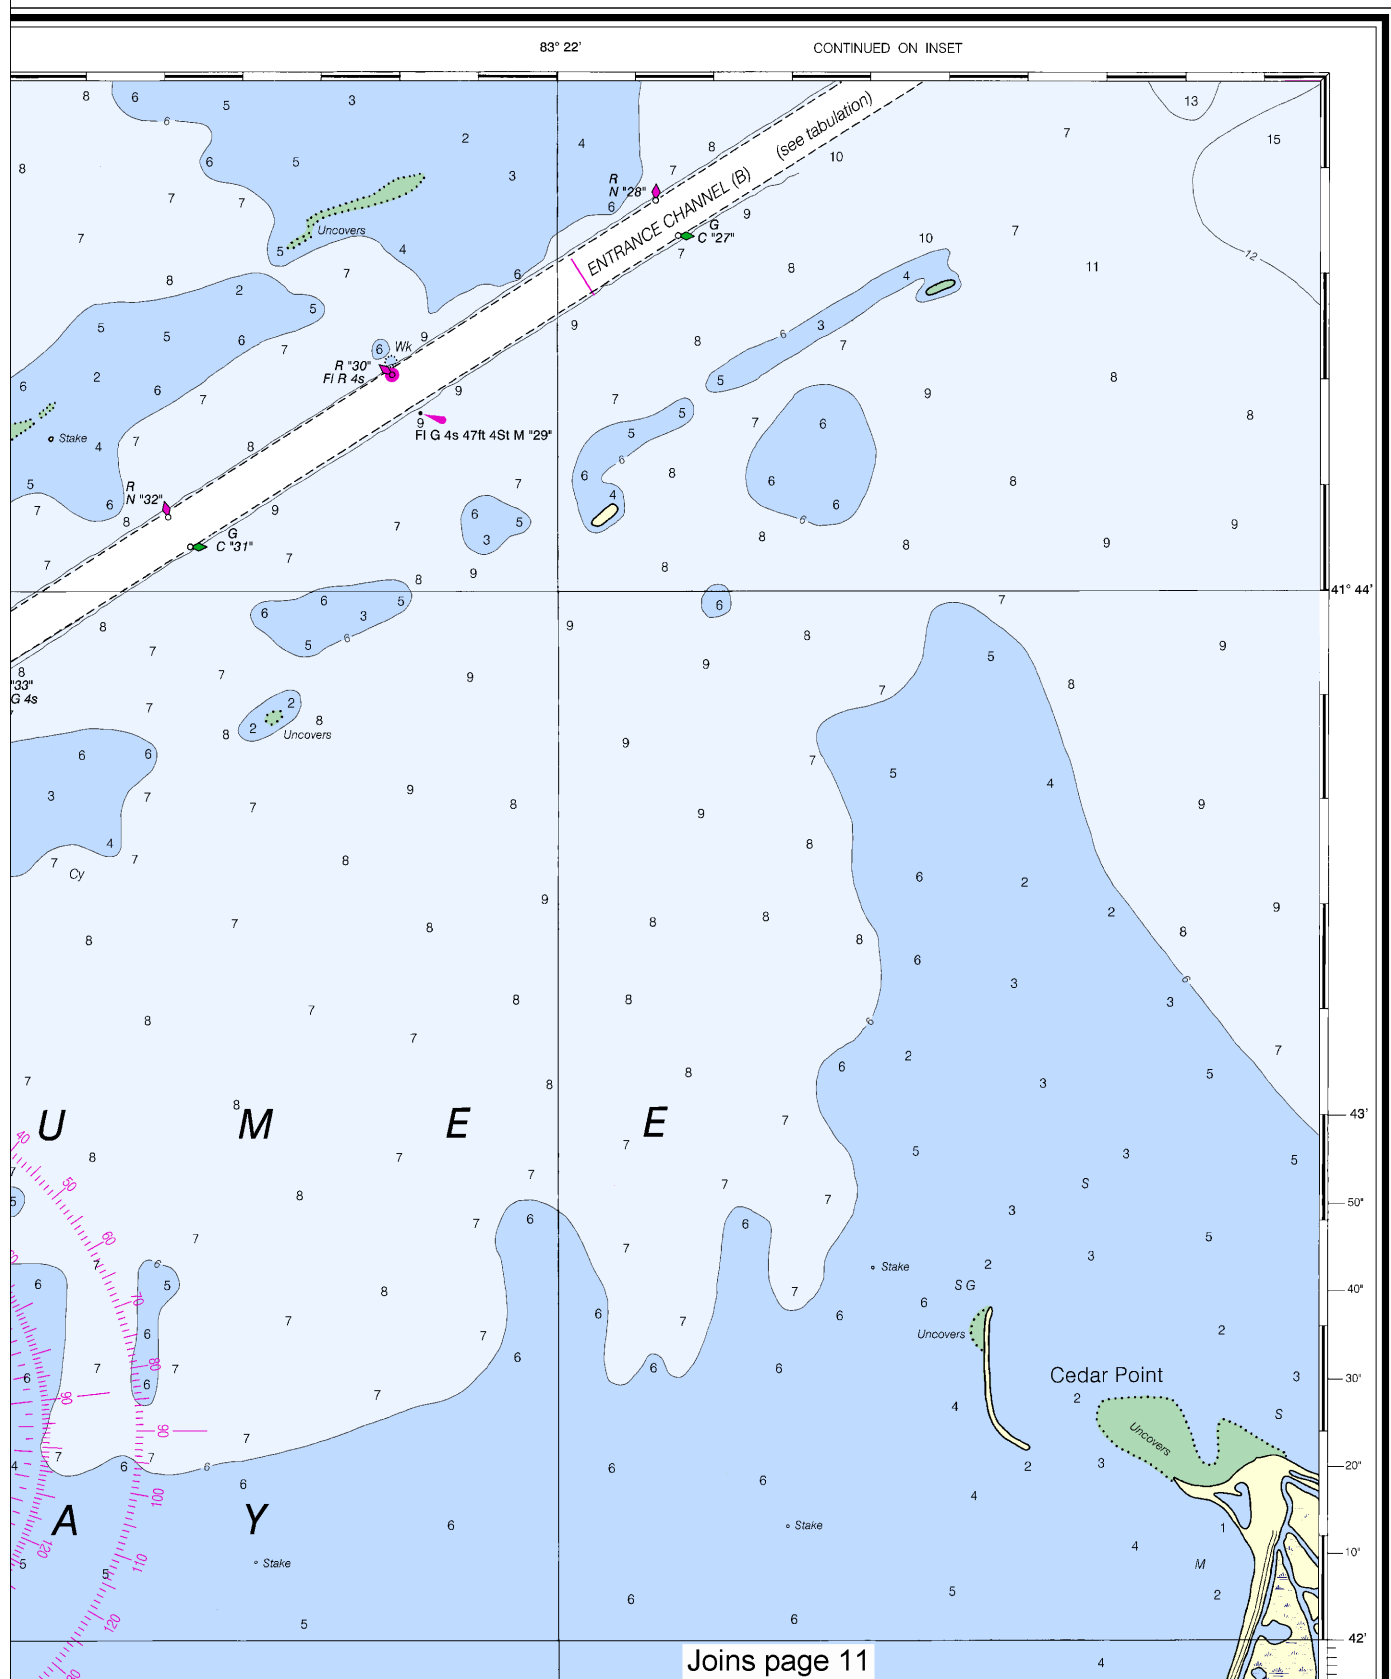 83° 22'
CONTINUED ON INSET
(see tabulation)
ENTRANCE CHANNEL (B)
R
N "28"
G
C "27"
Uncovers
Wk
R "30"
Fl R 4s
Fl G 4s 47ft 4St M "29"
Stake
R
N "32"
G
C "31"
41° 44'
"33"
G 4s
Uncovers
Cy
U M E E
43'
S
50"
Stake
S G
40"
Uncovers
Cedar Point
30"
S
Uncovers
20"
A Y
Stake
Stake
10"
M
42'
Joins page 11